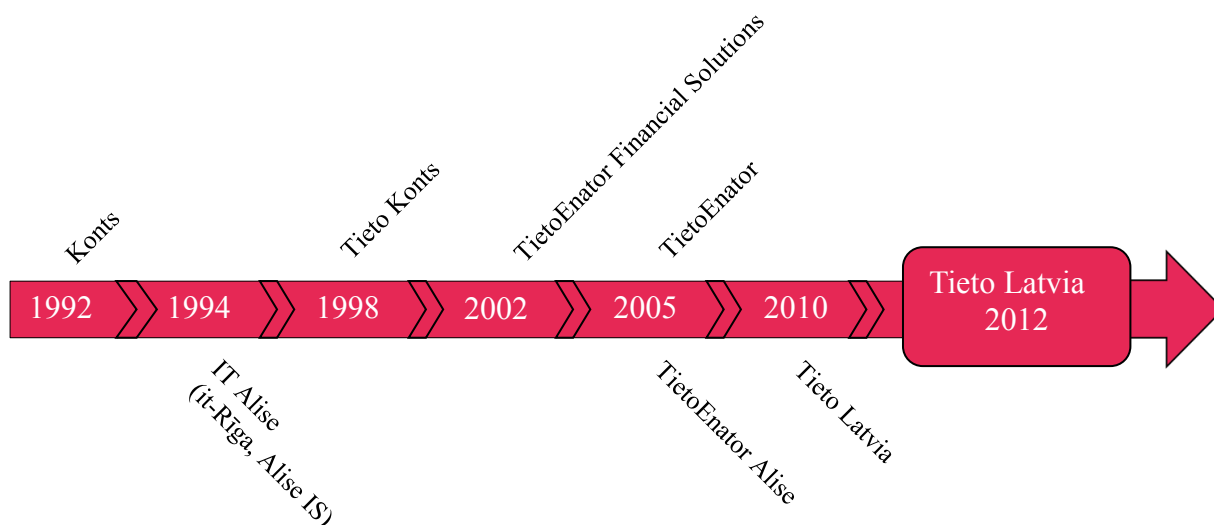 TietoEnator Financial Solutions
Konts
Tieto Konts
TietoEnator
1992
1994
1998
2002
2005
2010
Tieto Latvia
2012
IT Alise
(it-Rīga, Alise IS)
TietoEnator Alise
Tieto Latvia